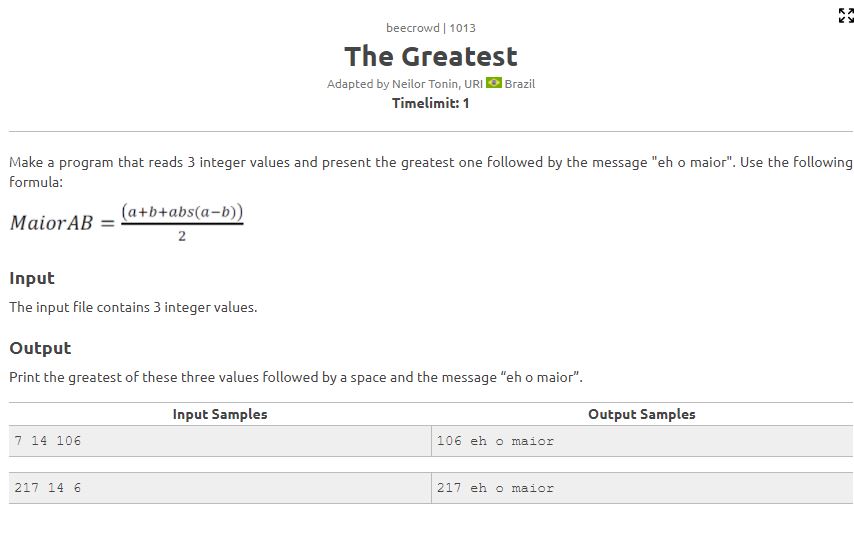 beecrowd | 1013
The Greatest
Adapted by Neilor Tonin, URI Brazil
Timelimit: 1
Make a program that reads 3 integer values and present the greatest one followed by the message "eh o maior". Use the following
formula:
MaiorAB = (a+b+abs(a−b))
2
Input
The input file contains 3 integer values.
Output
Print the greatest of these three values followed by a space and the message “eh o maior”.
Input Samples Output Samples
7 14 106 106 eh o maior
217 14 6 217 eh o maior